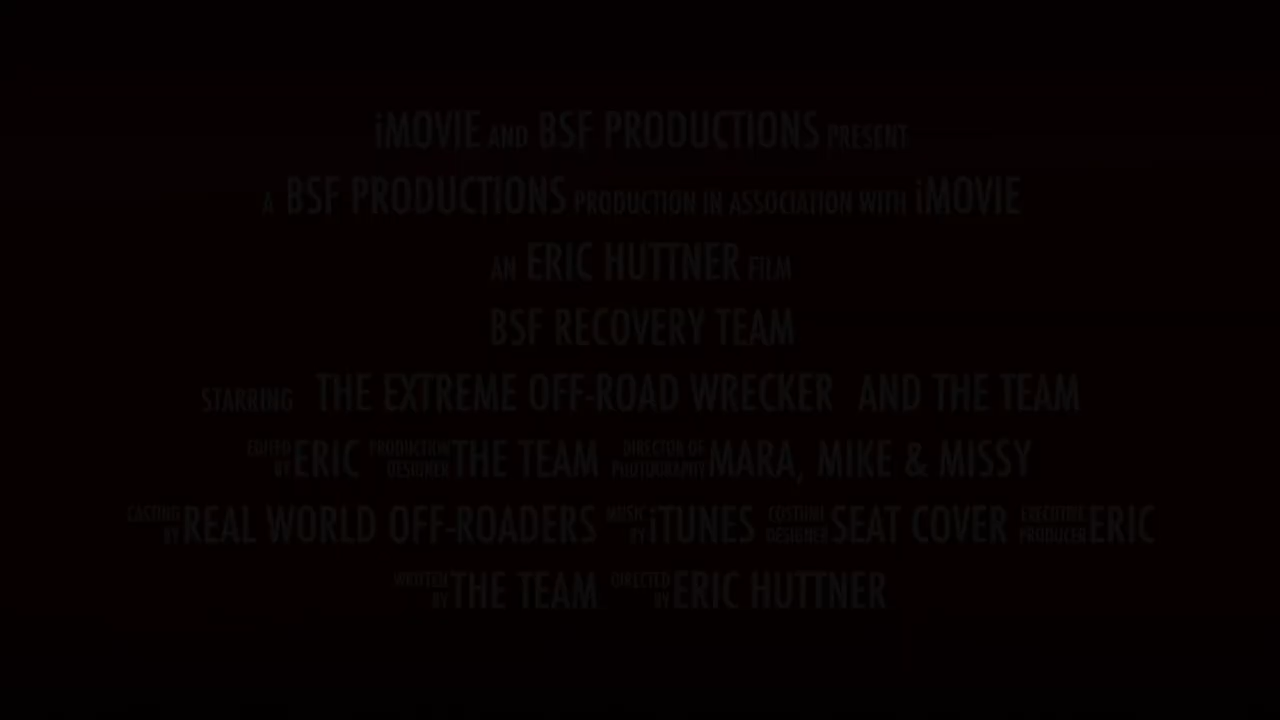 iMOVIE AND BSF PRODUCTIONS PRESENT
A BSF PRODUCTIONS PRODUCTION IN ASSOCIATION WITH iMOVIE
AN ERIC HUTTNER FILM
BSF RECOVERY TEAM
STARRING THE EXTREME OFF-ROAD WRECKER AND THE TEAM
EDITED BY ERIC PRODUCTION DESIGNER THE TEAM DIRECTOR OF PHOTOGRAPHY MARA, MIKE & MISSY
CASTING BY REAL WORLD OFF-ROADERS MUSIC BY iTUNES COSTUME DESIGNER SEAT COVER EXECUTIVE PRODUCER ERIC
WRITTEN BY THE TEAM DIRECTED BY ERIC HUTTNER